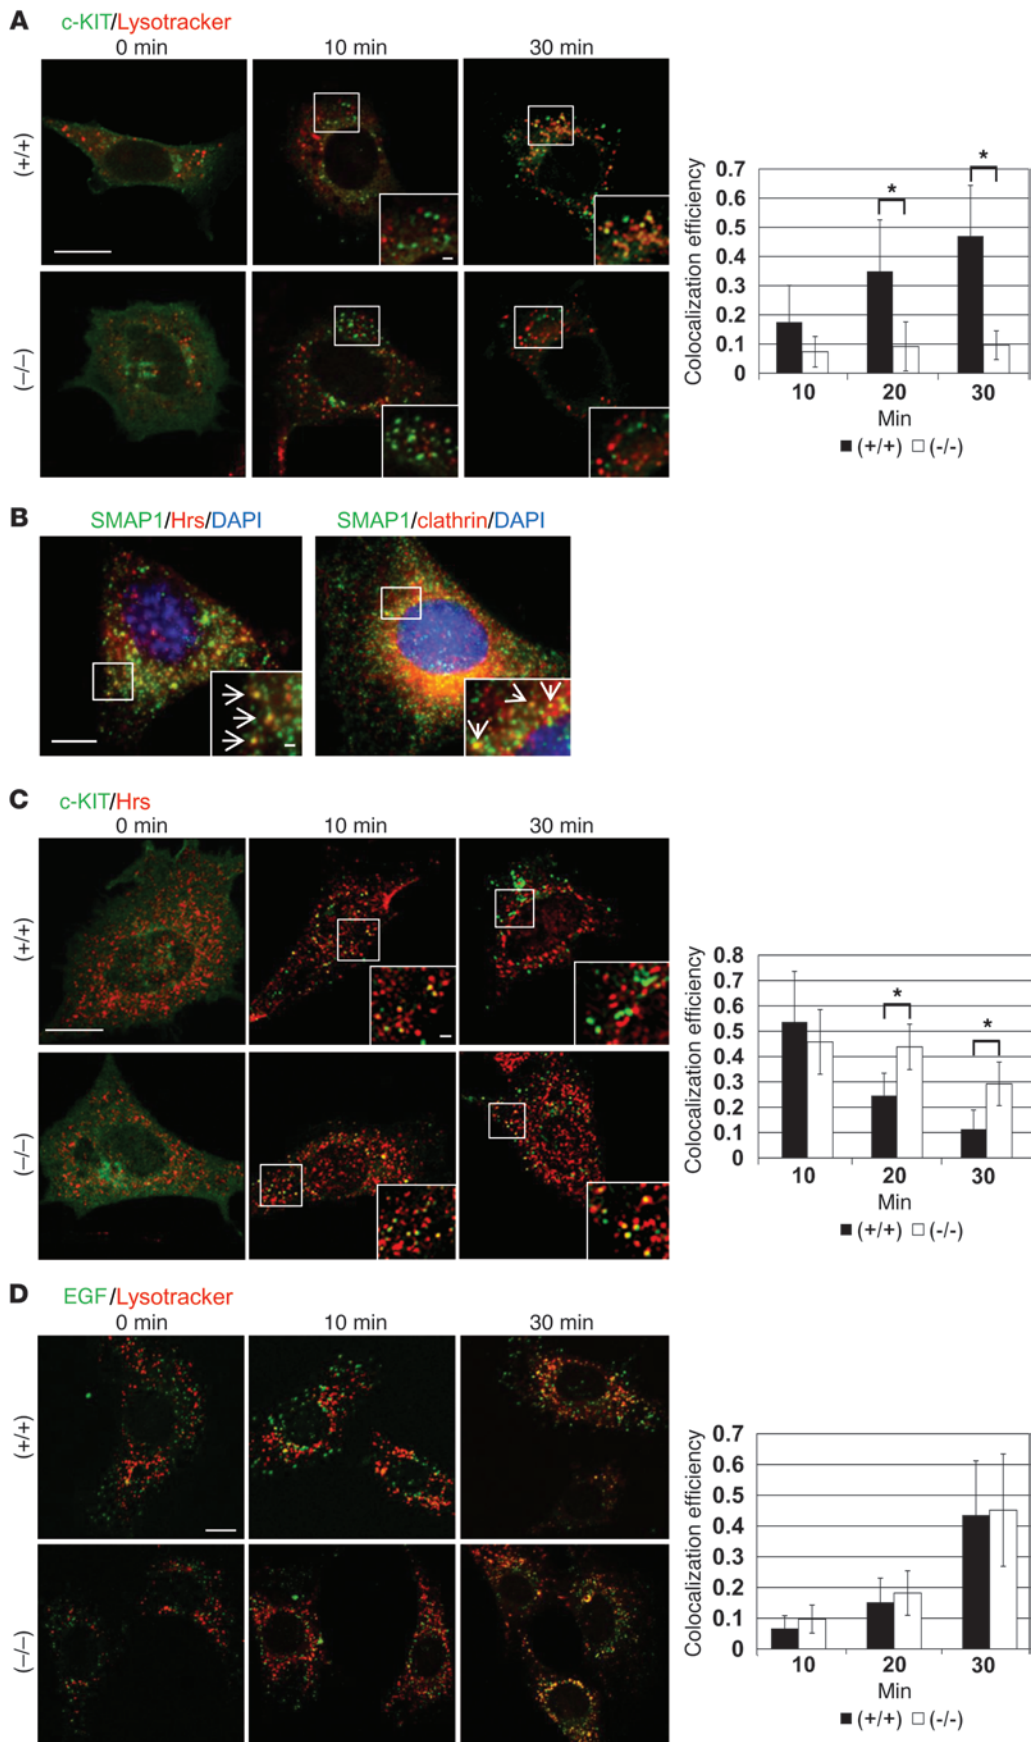 A
c-KIT/Lysotracker
0 min
10 min
30 min
(+/+)
(−/−)
Colocalization efficiency
0.7
0.6
0.5
0.4
0.3
0.2
0.1
0
*
*
10
20
30
Min
(+/+)
(-/-)
B
SMAP1/Hrs/DAPI
SMAP1/clathrin/DAPI
C
c-KIT/Hrs
0 min
10 min
30 min
(+/+)
(−/−)
Colocalization efficiency
0.8
0.7
0.6
0.5
0.4
0.3
0.2
0.1
0
*
*
10
20
30
Min
(+/+)
(-/-)
D
EGF/Lysotracker
0 min
10 min
30 min
(+/+)
(−/−)
Colocalization efficiency
0.7
0.6
0.5
0.4
0.3
0.2
0.1
0
10
20
30
Min
(+/+)
(-/-)